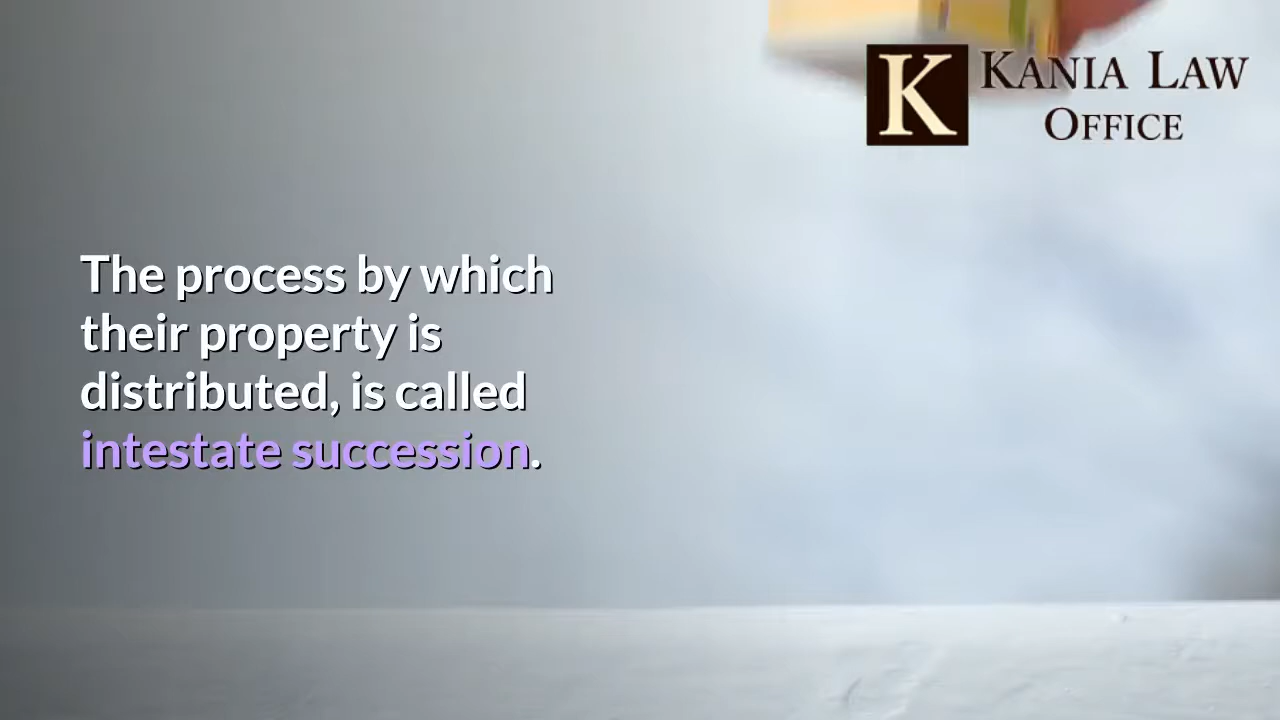 K KANIA LAW
OFFICE
The process by which
their property is
distributed, is called
intestate succession.